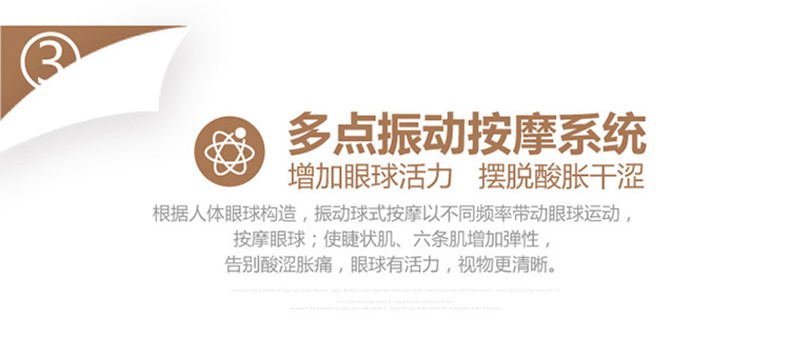 ③
多点振动按摩系统
增加眼球活力 摆脱酸胀干涩
根据人体眼球构造，振动球式按摩以不同频率带动眼球运动，
按摩眼球；使睫状肌、六条肌增加弹性，
告别酸涩胀痛，眼球有活力，视物更清晰。